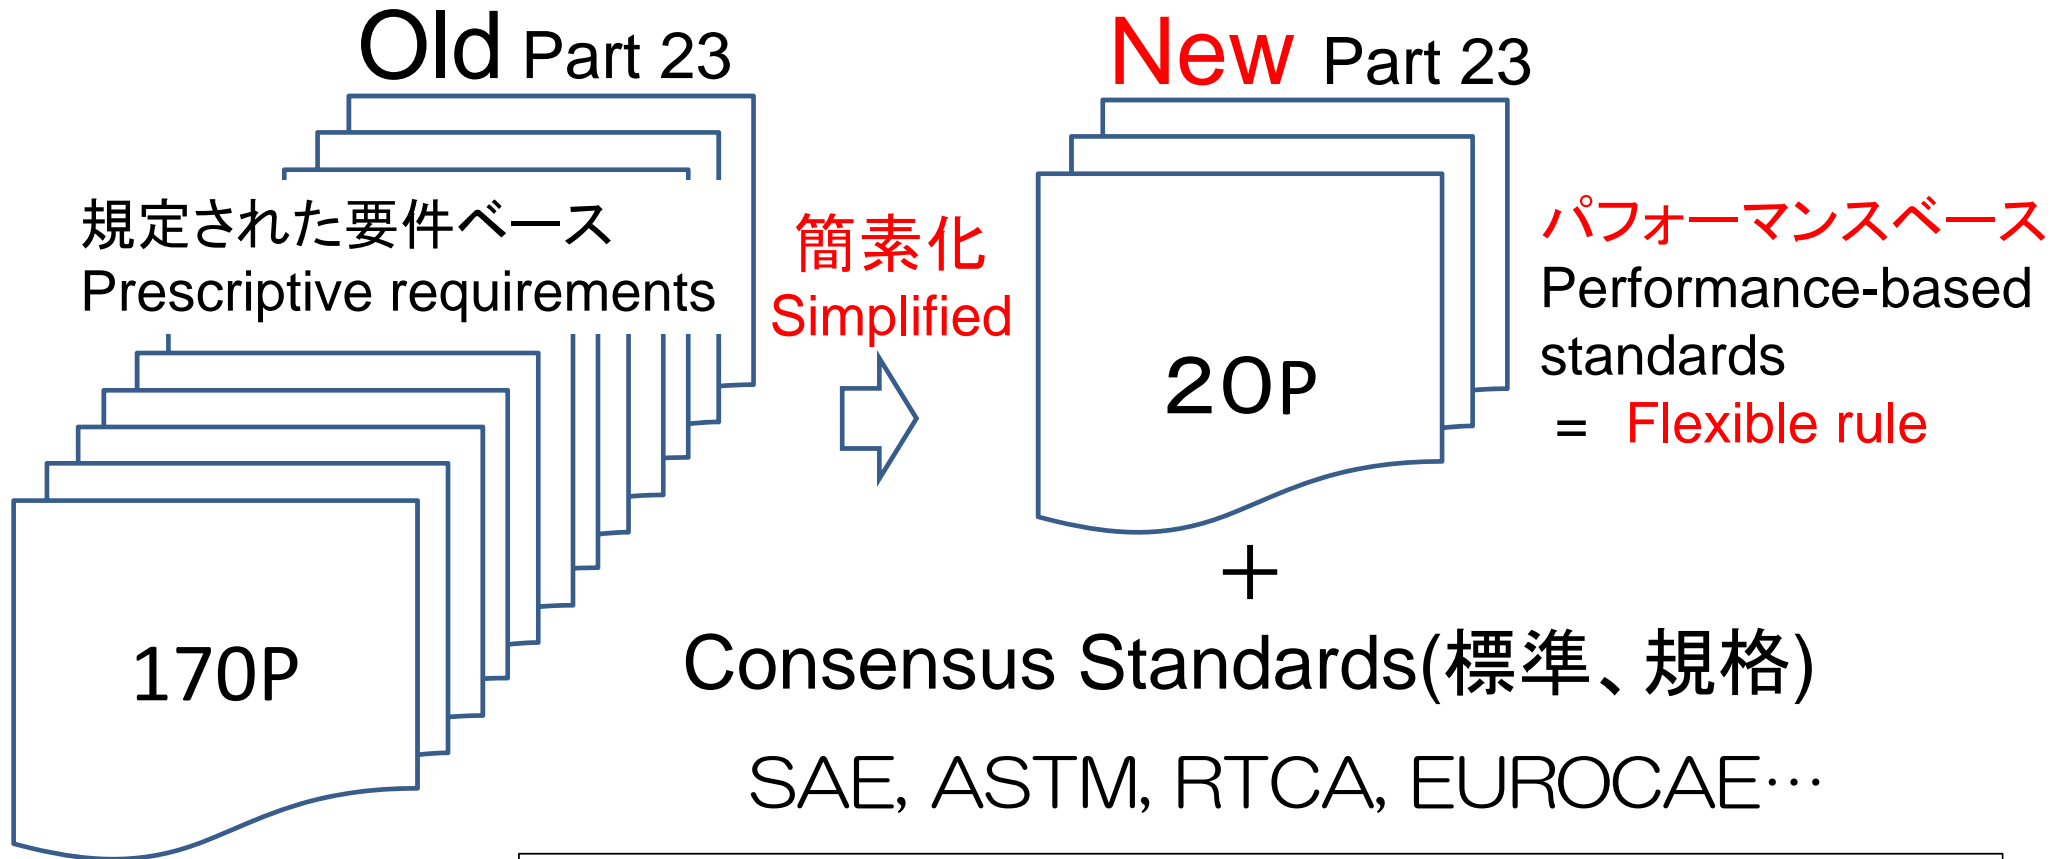 Old Part 23
New Part 23
規定された要件ベース
Prescriptive requirements
170P
簡素化
Simplified
20P
パフォーマンスベース
Performance-based
standards
= Flexible rule
+
Consensus Standards(標準、規格)
SAE, ASTM, RTCA, EUROCAE…